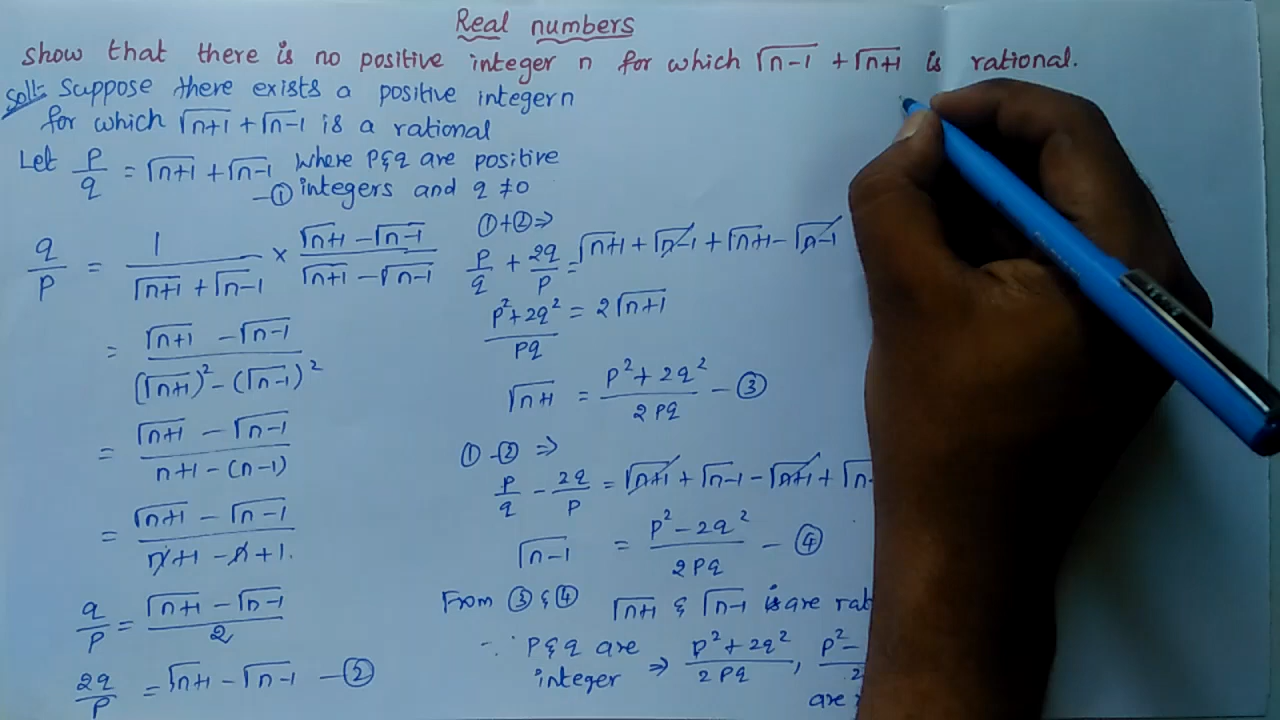 Real numbers
Show that there is no positive integer n for which √n-1 + √n+1 is rational.
Sol:- Suppose there exists a positive integer n
for which √n+1 + √n-1 is a rational
Let p/q = √n+1 + √n-1 where p & q are positive
-① integers and q ≠ 0
q/p = 1/(√n+1 + √n-1) × (√n+1 - √n-1)/(√n+1 - √n-1)
= (√n+1 - √n-1)/((√n+1)² - (√n-1)²)
= (√n+1 - √n-1)/(n+1-(n-1))
= (√n+1 - √n-1)/(n+1-n+1.)
q/p = (√n+1 - √n-1)/2
2q/p = √n+1 - √n-1 -②
①+② ⇒
p/q + 2q/p = √n+1 + √n-1 + √n+1 - √n-1
(p²+2q²)/pq = 2√n+1
√n+1 = (p²+2q²)/2pq -③
①-② ⇒
p/q - 2q/p = √n+1 + √n-1 - √n+1 + √n-
√n-1 = (p²-2q²)/2pq -④
From ③ & ④ √n+1 & √n-1 is are rat
∵ p & q are
integer ⇒ (p²+2q²)/2pq, p²-/2
are